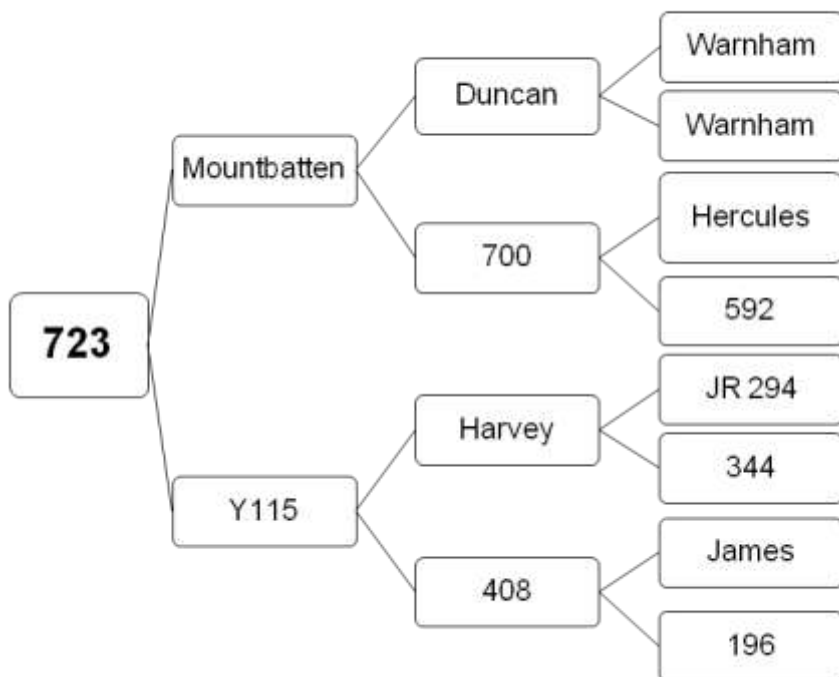 Warnham
Duncan
Warnham
Mountbatten
Hercules
700
592
723
JR 294
Harvey
344
Y115
James
408
196